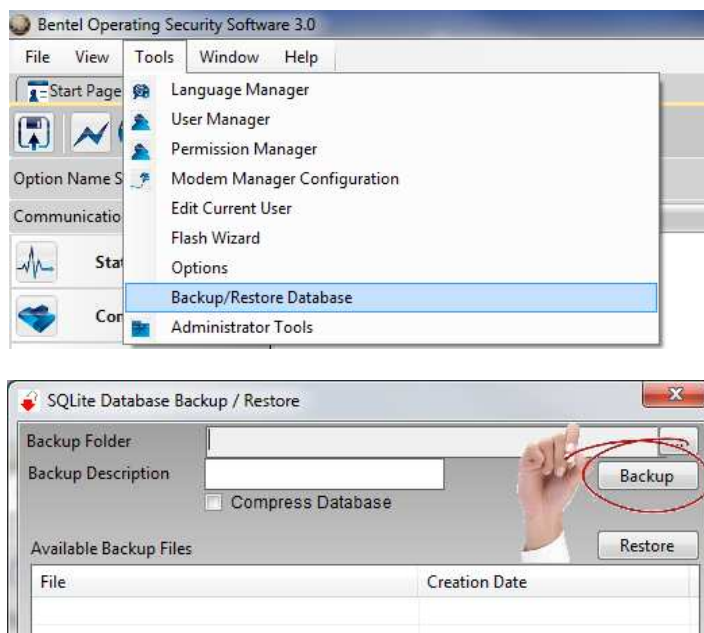 Bentel Operating Security Software 3.0
File View Tools Window Help
Start Page
Language Manager
User Manager
Permission Manager
Option Name S
Modem Manager Configuration
Communicatio
Edit Current User
Flash Wizard
Sta
Options
Backup/Restore Database
Con
Administrator Tools
SQLite Database Backup / Restore
Backup Folder ...
Backup Description Backup
Compress Database
Available Backup Files Restore
File Creation Date